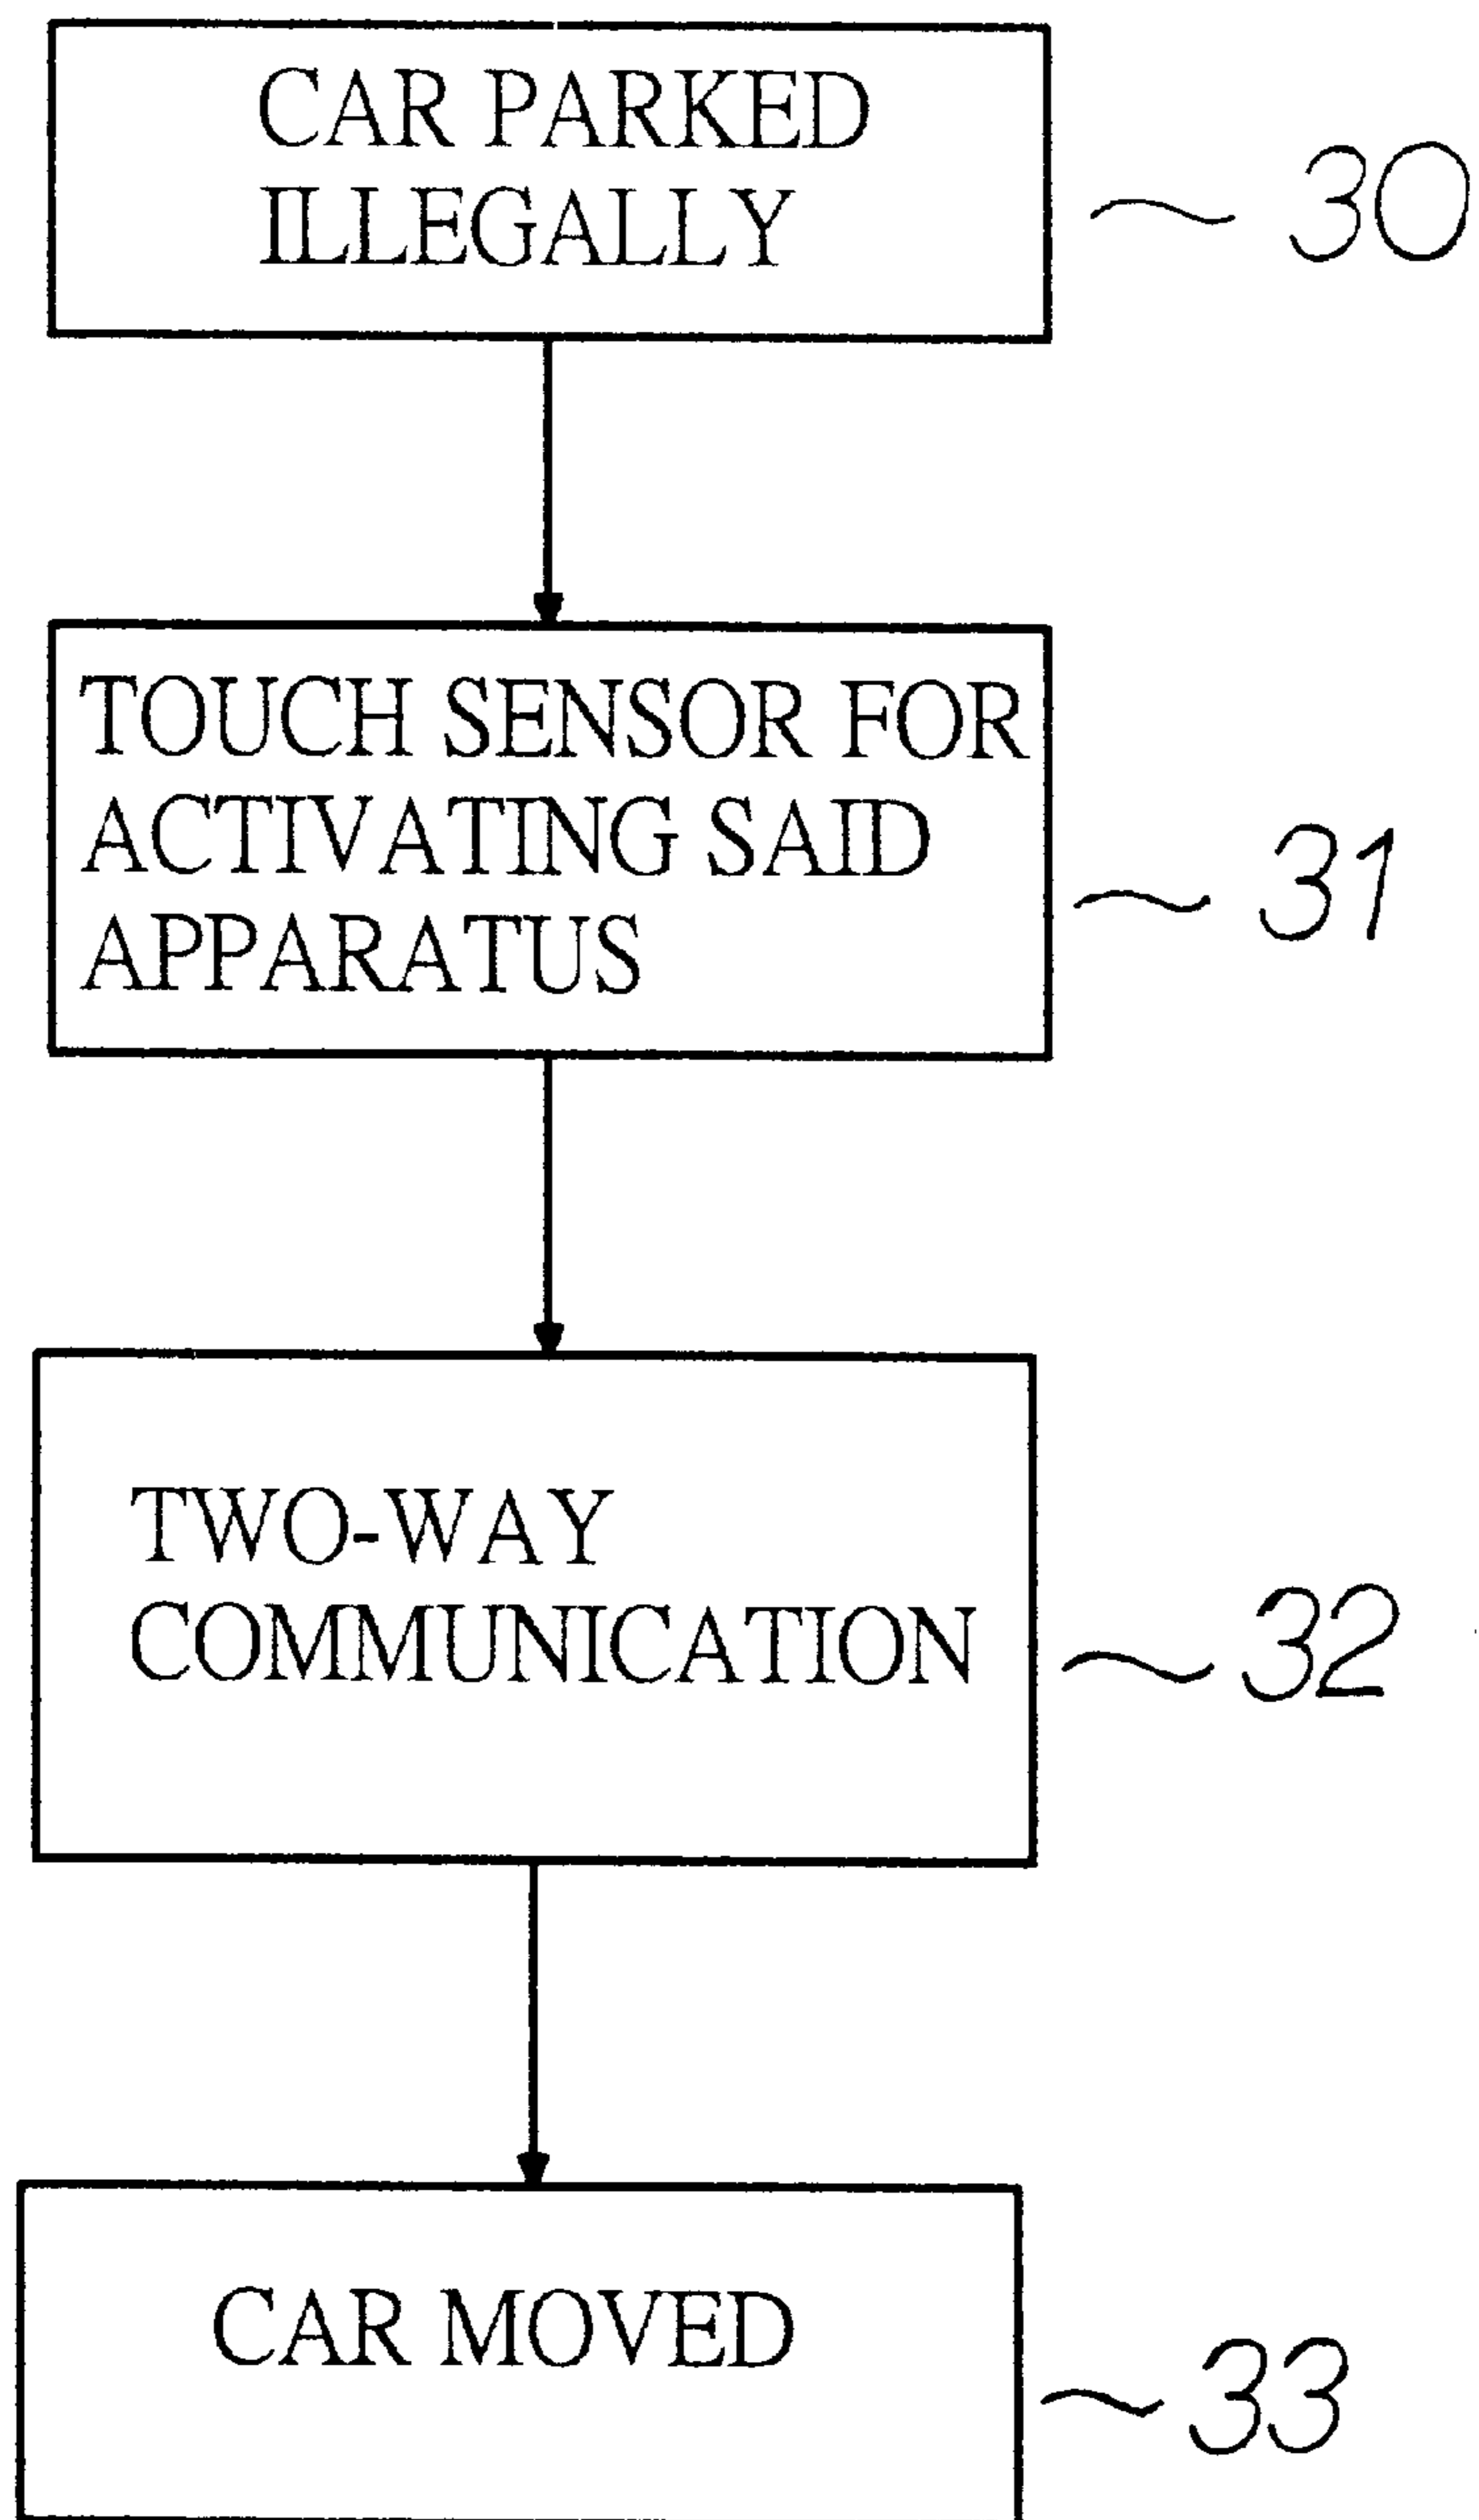 CAR PARKED
ILLEGALLY
30
TOUCH SENSOR FOR
ACTIVATING SAID
APPARATUS
31
TWO-WAY
COMMUNICATION
32
CAR MOVED
33